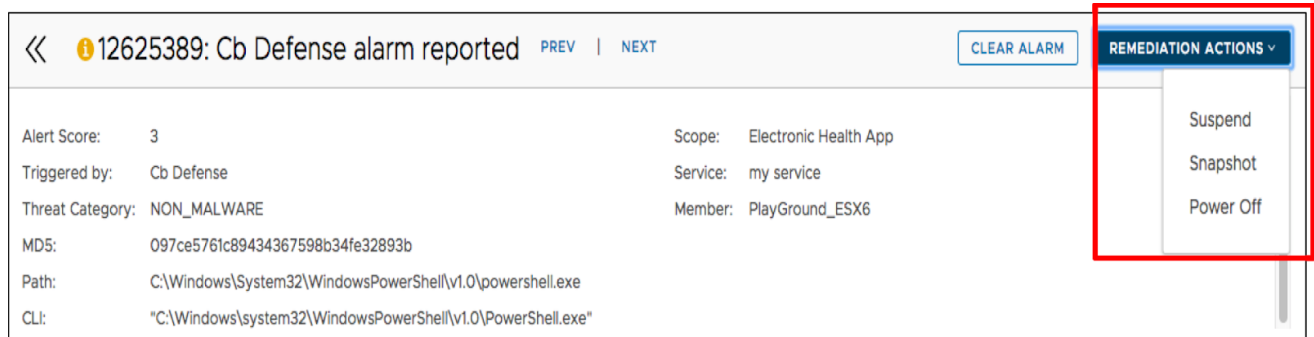 12625389: Cb Defense alarm reported PREV | NEXT CLEAR ALARM REMEDIATION ACTIONS
Suspend
Snapshot
Power Off
Alert Score: 3
Triggered by: Cb Defense
Threat Category: NON_MALWARE
MD5: 097ce5761c89434367598b34fe32893b
Path: C:\Windows\System32\WindowsPowerShell\v1.0\powershell.exe
CLI: "C:\Windows\system32\WindowsPowerShell\v1.0\PowerShell.exe"
Scope: Electronic Health App
Service: my service
Member: PlayGround_ESX6